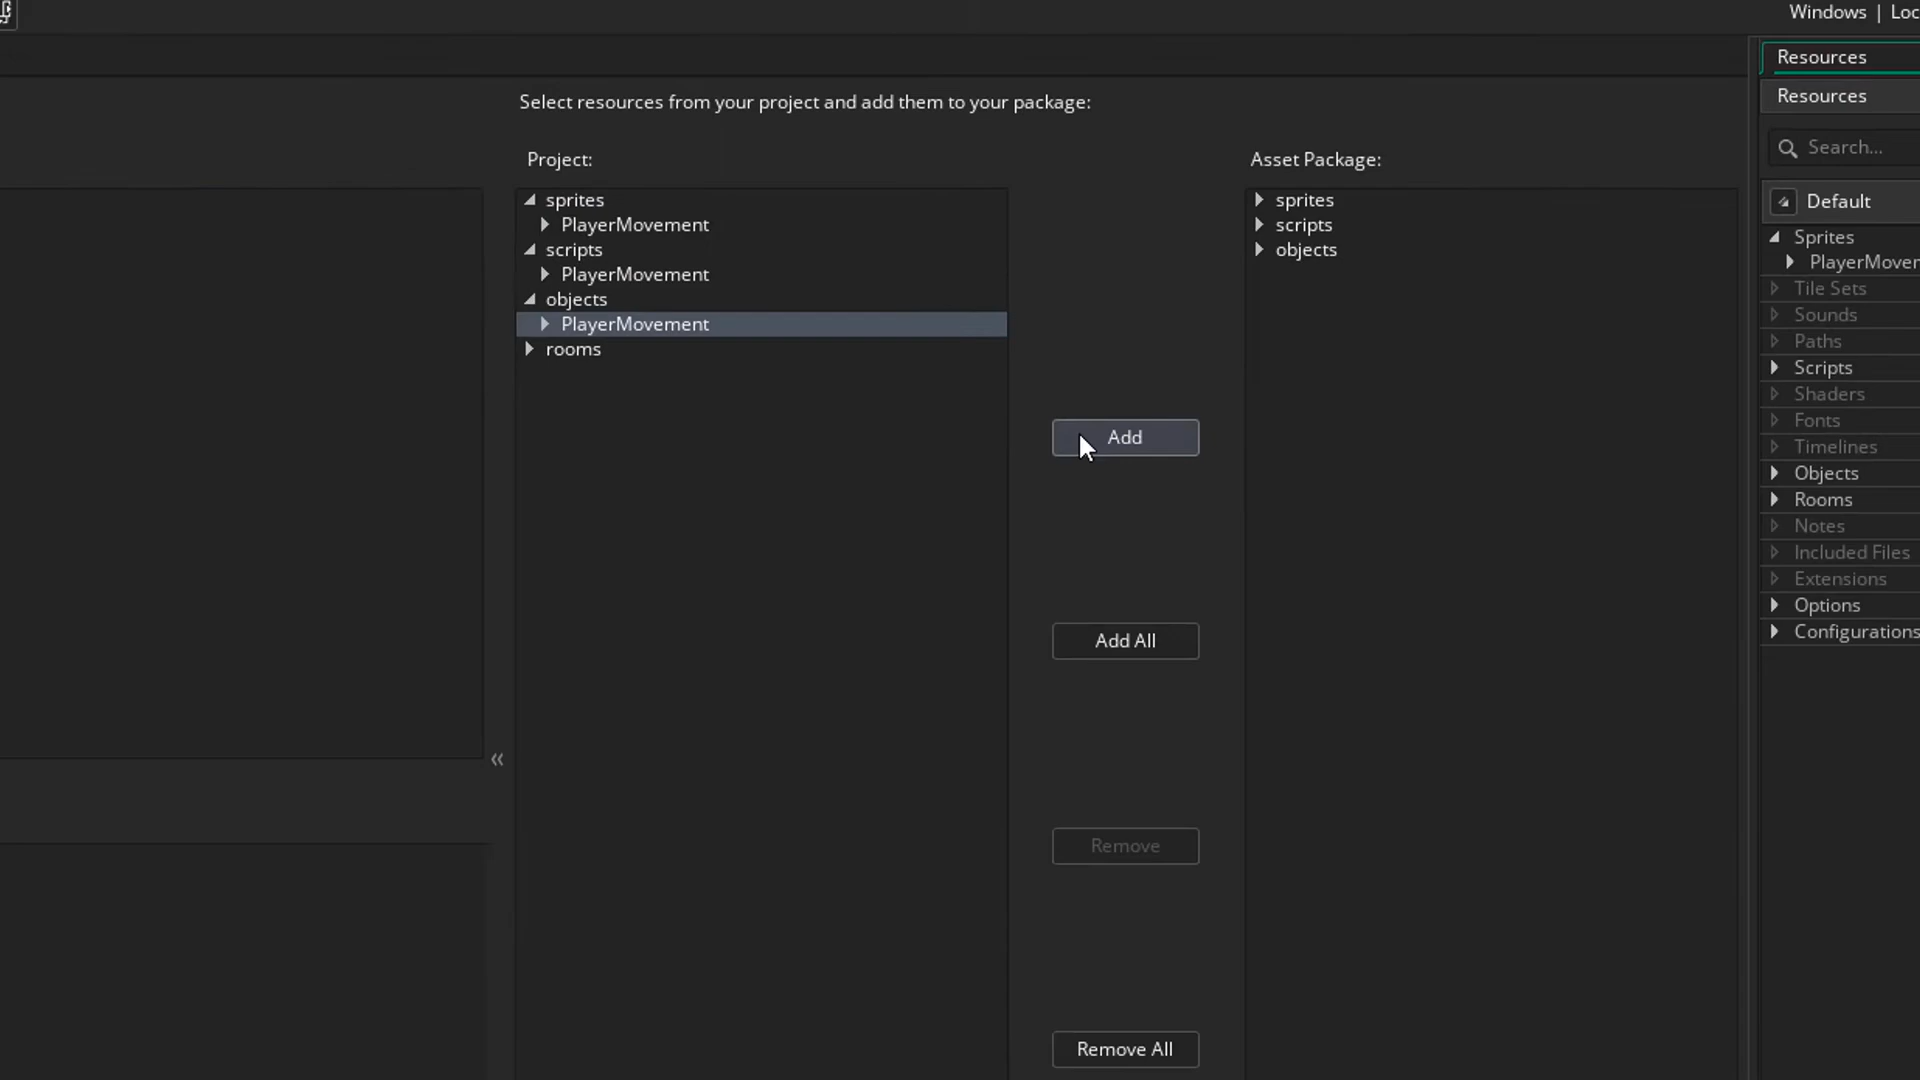 Windows | Loc
Select resources from your project and add them to your package:
Project:
sprites
PlayerMovement
scripts
PlayerMovement
objects
PlayerMovement
rooms
Add
Add All
Remove
Remove All
«
Asset Package:
sprites
scripts
objects
Resources
Resources
Search...
Default
Sprites
PlayerMovem
Tile Sets
Sounds
Paths
Scripts
Shaders
Fonts
Timelines
Objects
Rooms
Notes
Included Files
Extensions
Options
Configurations